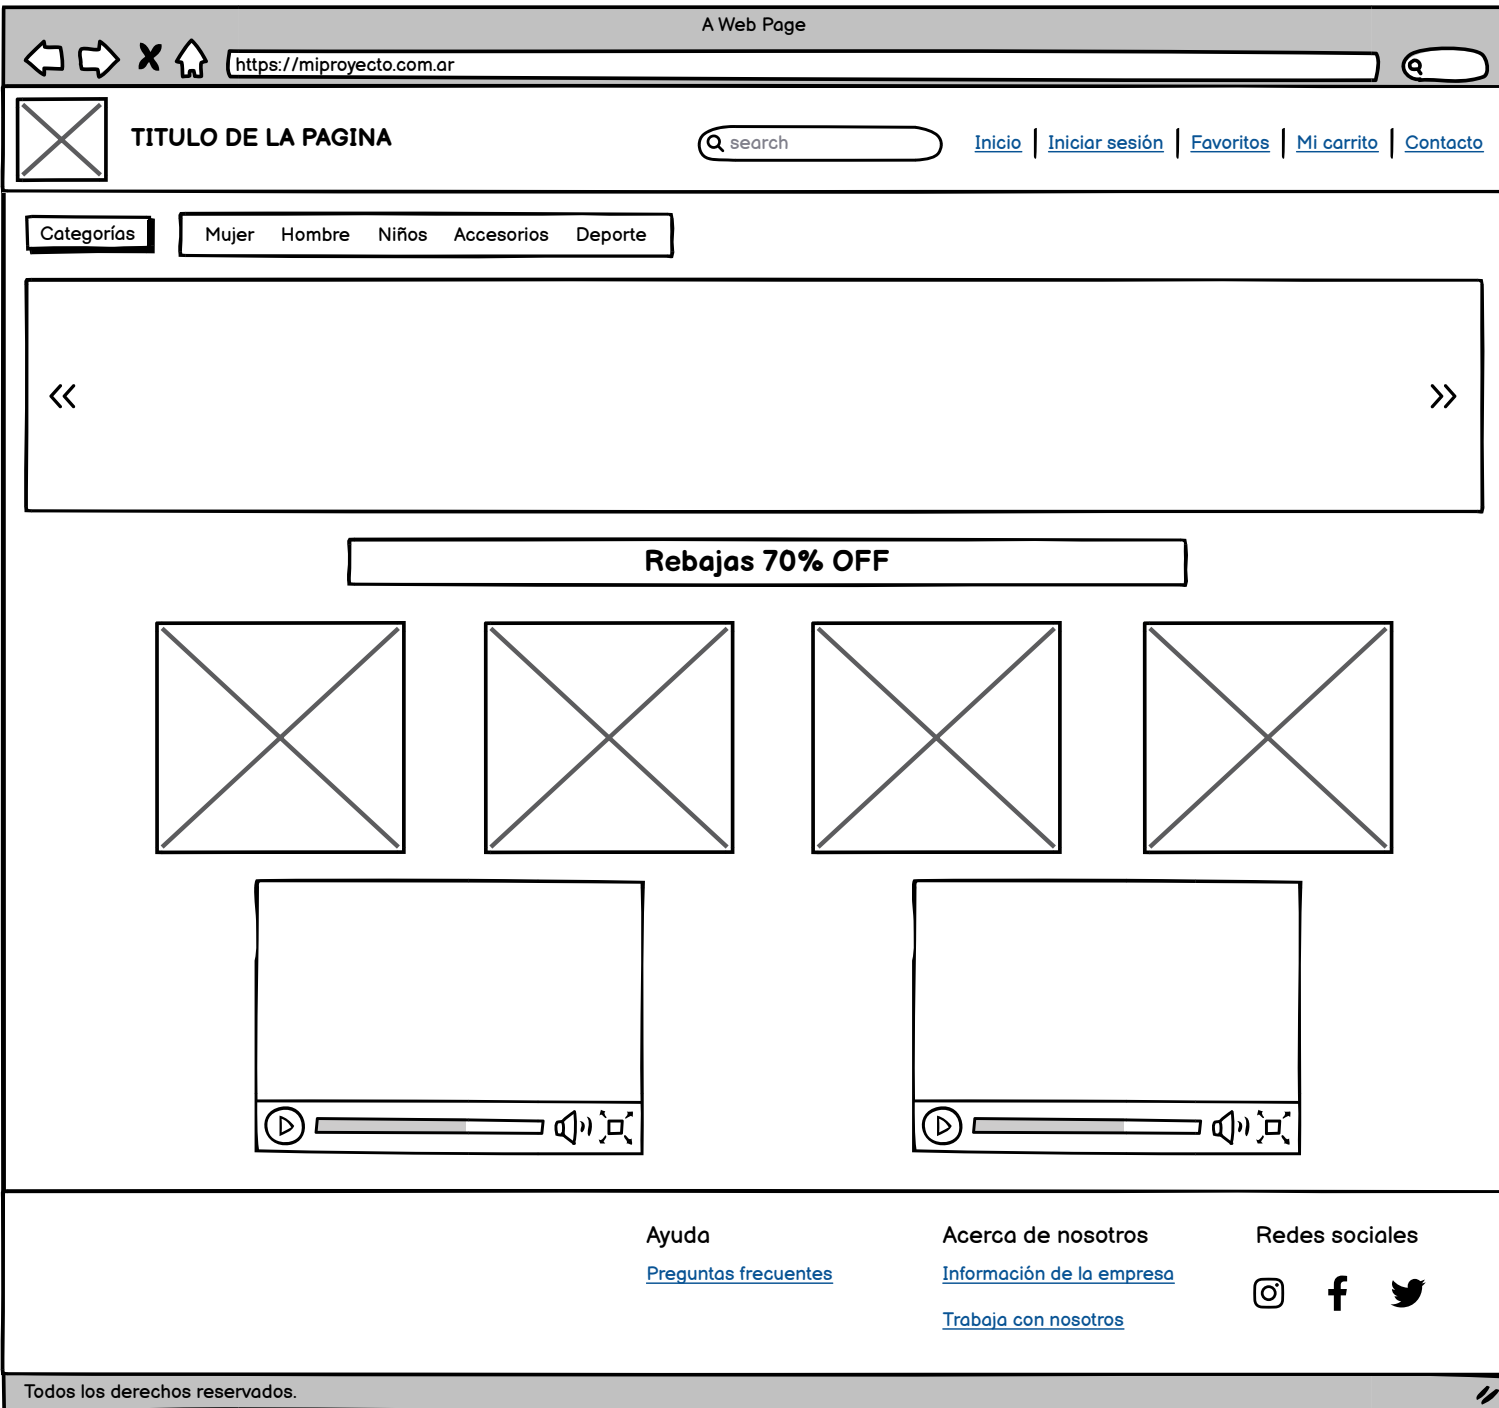 A Web Page
https://miproyecto.com.ar
TITULO DE LA PAGINA
search
Inicio | Iniciar sesión | Favoritos | Mi carrito | Contacto
Categorías
Mujer Hombre Niños Accesorios Deporte
Rebajas 70% OFF
Ayuda
Preguntas frecuentes
Acerca de nosotros
Información de la empresa
Trabaja con nosotros
Redes sociales
Todos los derechos reservados.